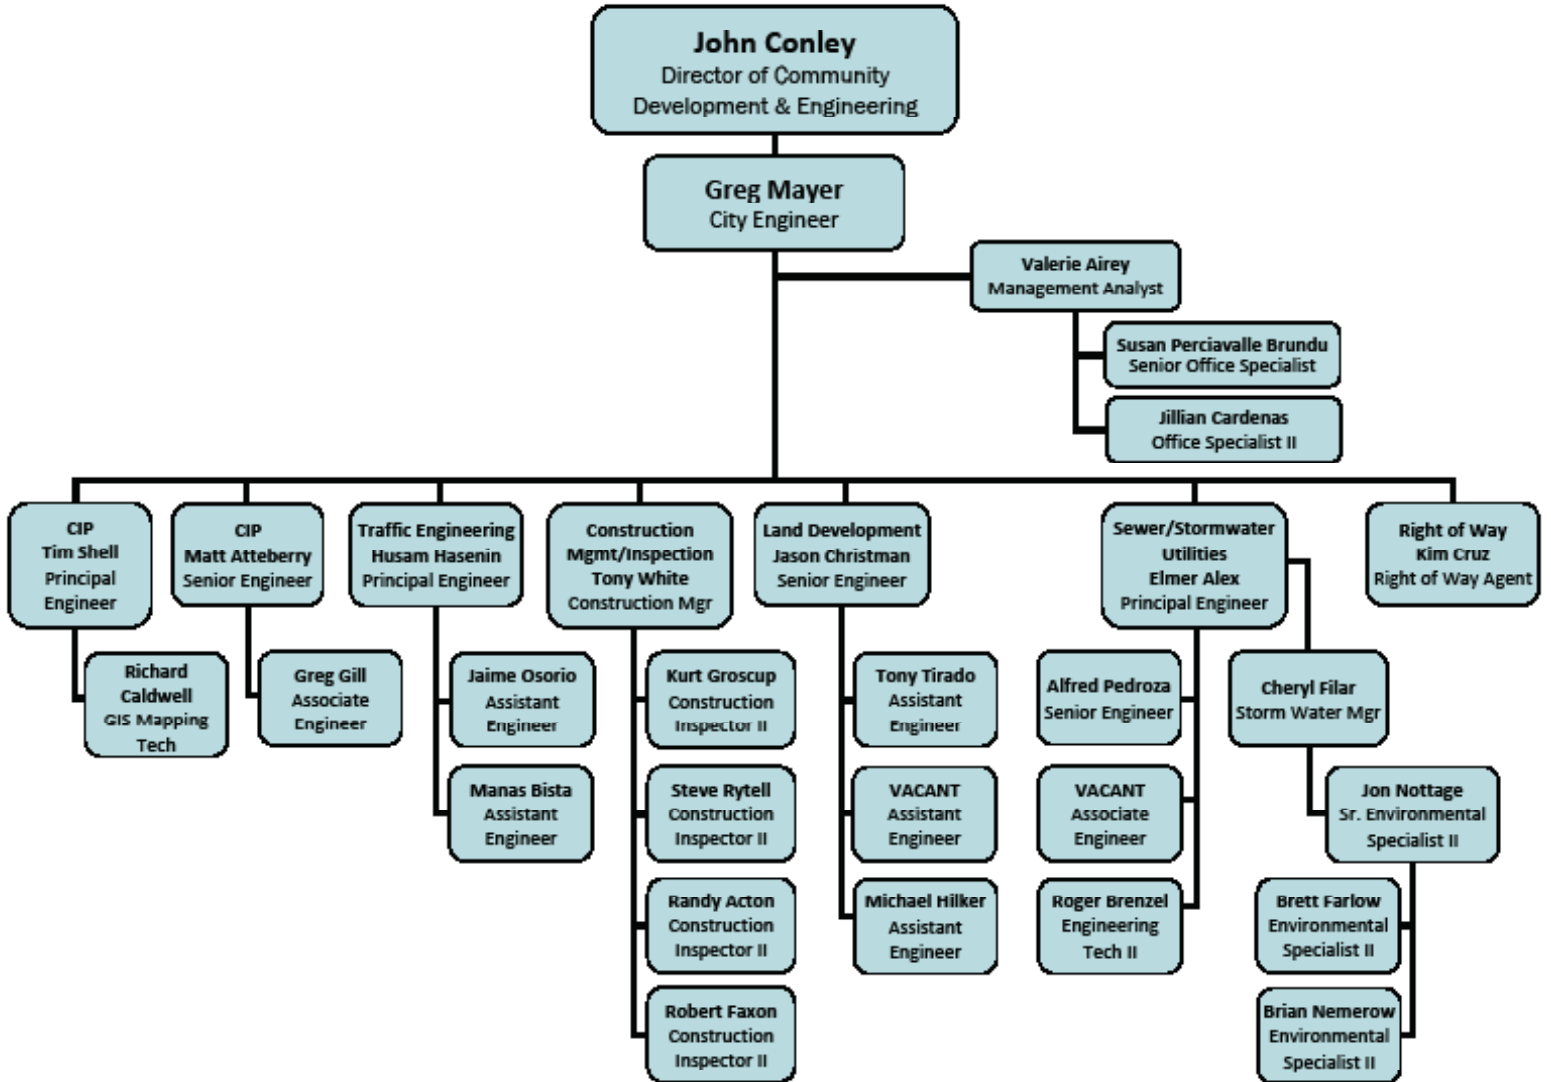 John Conley
Director of Community
Development & Engineering
Greg Mayer
City Engineer
Valerie Airey
Management Analyst
Susan Perciavalle Brundu
Senior Office Specialist
Jillian Cardenas
Office Specialist II
CIP
Tim Shell
Principal
Engineer
Richard
Caldwell
GIS Mapping
Tech
CIP
Matt Atteberry
Senior Engineer
Greg Gill
Associate
Engineer
Traffic Engineering
Husam Hasenin
Principal Engineer
Jaime Osorio
Assistant
Engineer
Manas Bista
Assistant
Engineer
Construction
Mgmt/Inspection
Tony White
Construction Mgr
Kurt Groscup
Construction
Inspector II
Steve Rytell
Construction
Inspector II
Randy Acton
Construction
Inspector II
Robert Faxon
Construction
Inspector II
Land Development
Jason Christman
Senior Engineer
Tony Tirado
Assistant
Engineer
VACANT
Assistant
Engineer
Michael Hilker
Assistant
Engineer
Sewer/Stormwater
Utilities
Elmer Alex
Principal Engineer
Alfred Pedroza
Senior Engineer
VACANT
Associate
Engineer
Roger Brenzel
Engineering
Tech II
Cheryl Filar
Storm Water Mgr
Jon Nottage
Sr. Environmental
Specialist II
Brett Farlow
Environmental
Specialist II
Brian Nemerow
Environmental
Specialist II
Right of Way
Kim Cruz
Right of Way Agent